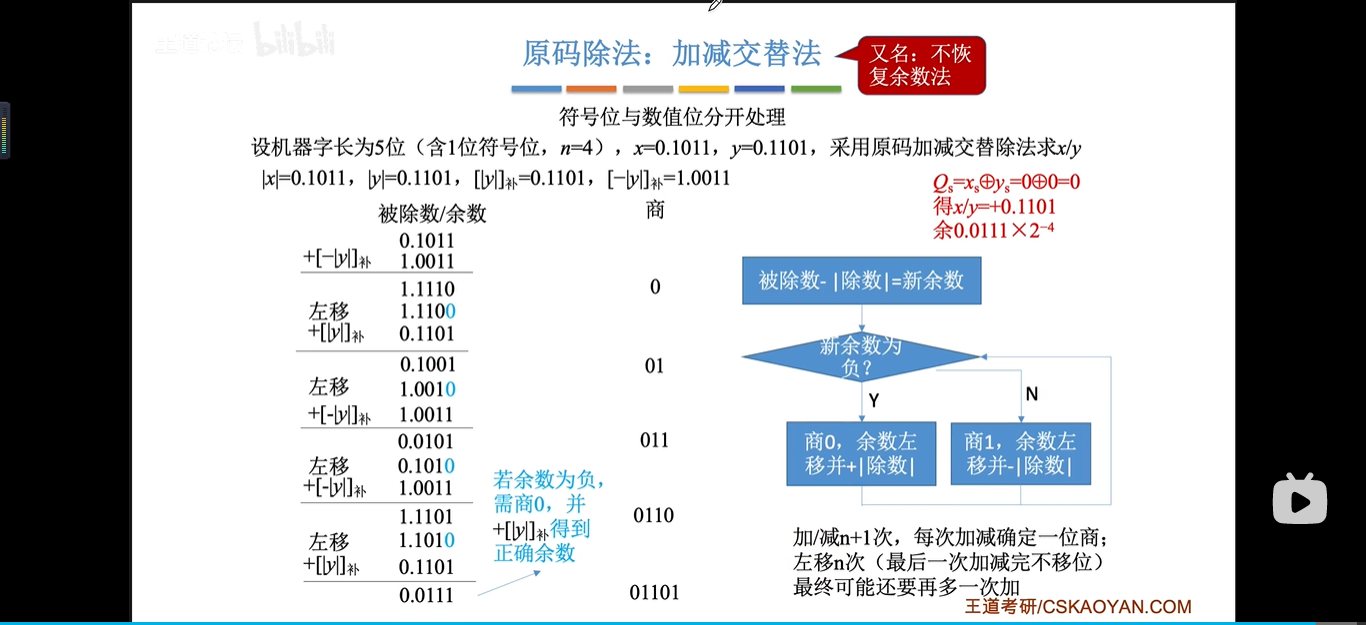 bilibili
原码除法：加减交替法
又名：不恢
复余数法
符号位与数值位分开处理
设机器字长为5位（含1位符号位，n=4），x=0.1011，y=0.1101，采用原码加减交替除法求x/y
|x|=0.1011，|y|=0.1101，[|y|]补=0.1101，[−|y|]补=1.0011
Qs=xs⊕ys=0⊕0=0
得x/y=+0.1101
余0.0111×2⁻⁴
被除数/余数 商
0.1011
+[−|y|]补 1.0011
1.1110 0
左移 1.1100
+[|y|]补 0.1101
0.1001 01
左移 1.0010
+[-|y|]补 1.0011
0.0101 011
左移 0.1010
+[-|y|]补 1.0011
1.1101 0110
左移 1.1010
+[|y|]补 0.1101
0.0111 01101
若余数为负，
需商0，并
+[|y|]补得到
正确余数
被除数-|除数|=新余数
新余数为
负？
Y
N
商0，余数左
移并+|除数|
商1，余数左
移并-|除数|
加/减n+1次，每次加减确定一位商；
左移n次（最后一次加减完不移位）
最终可能还要再多一次加
王道考研/CSKAOYAN.COM